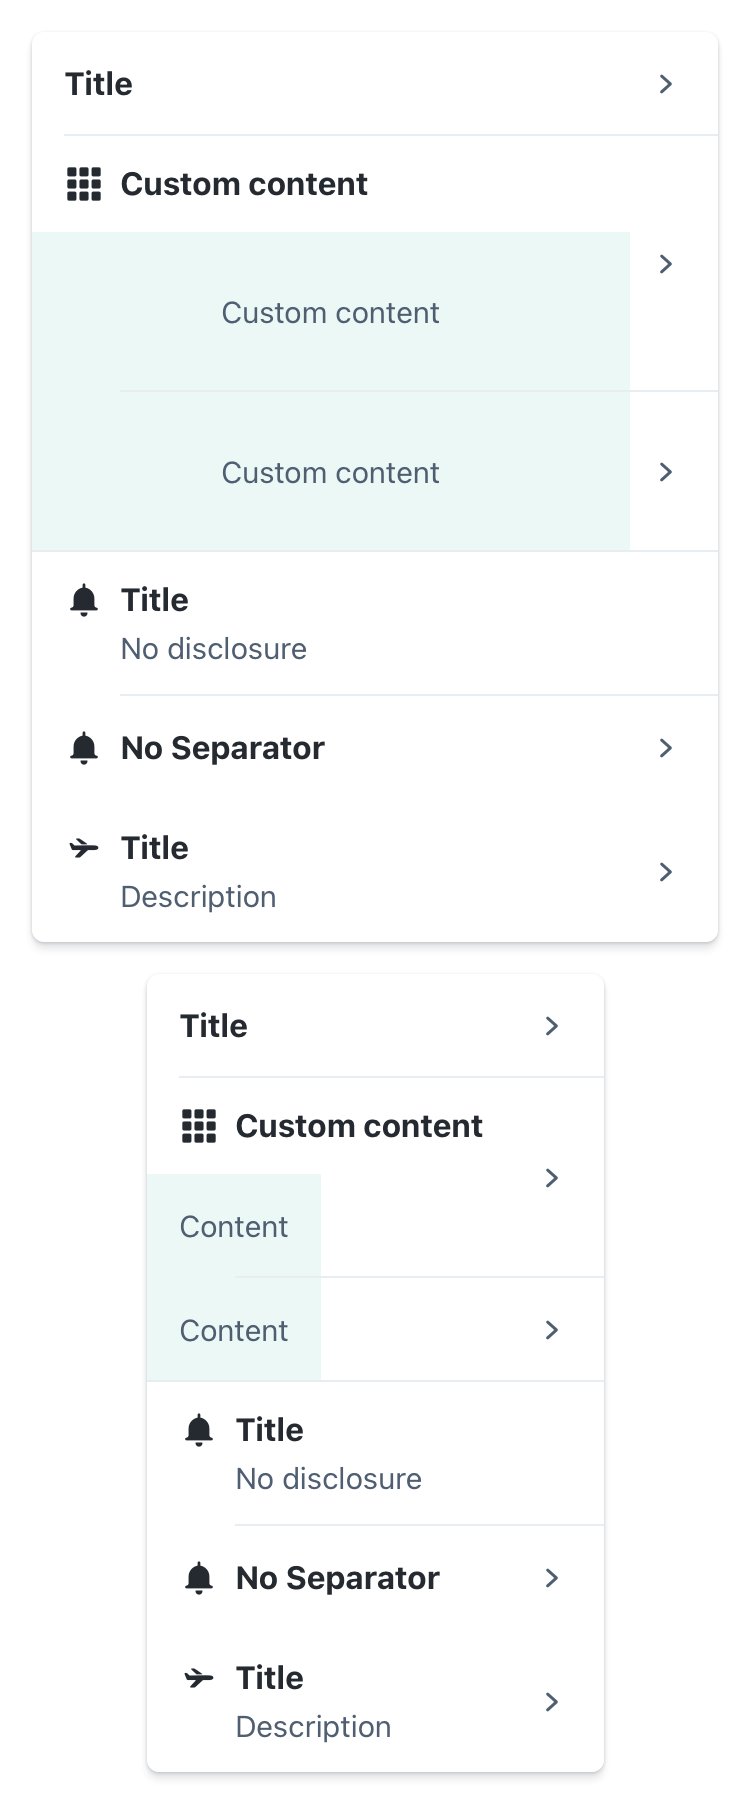 Title
Custom content
Custom content
Custom content
Title
No disclosure
No Separator
Title
Description
Title
Custom content
Content
Content
Title
No disclosure
No Separator
Title
Description